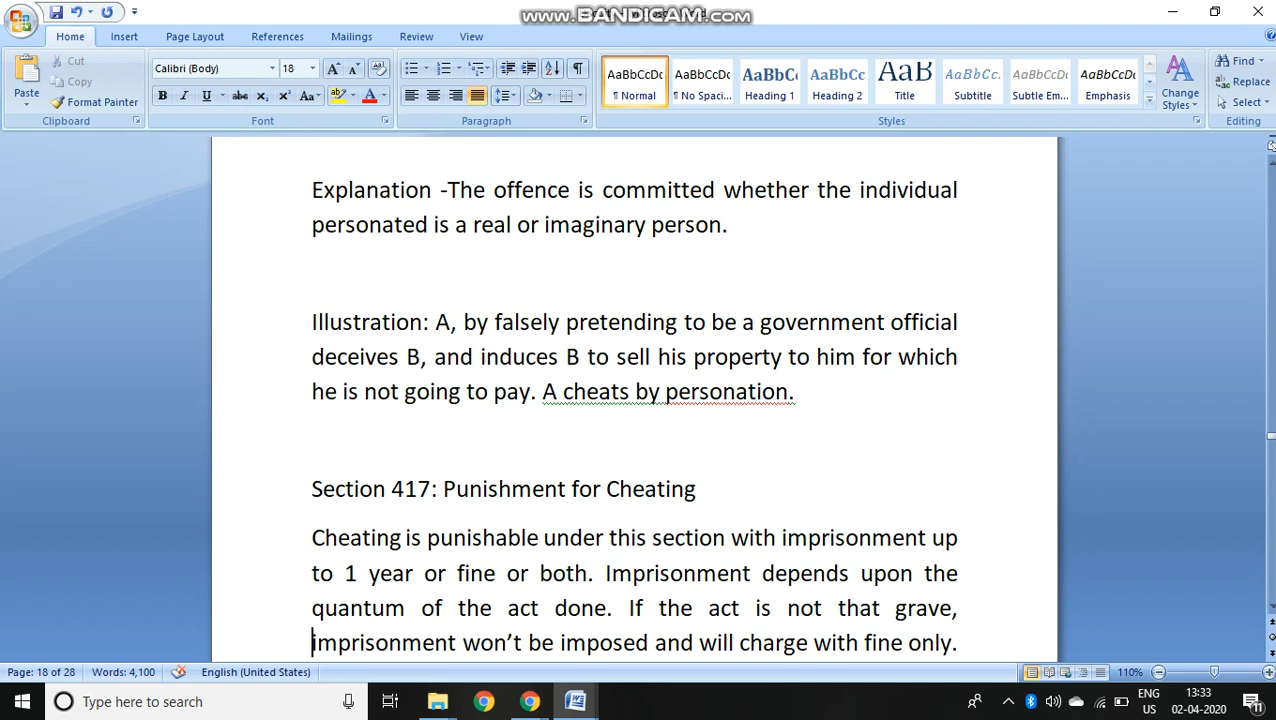 www.BANDICAM.com
Home Insert Page Layout References Mailings Review View
Cut
Copy
Format Painter
Paste
Clipboard
Calibri (Body) 18
Font
Paragraph
AaBbCcDc AaBbCcDc AaBbC AaBbCc AaB AaBbCc. AaBbCcDc AaBbCcDc
¶ Normal ¶ No Spaci... Heading 1 Heading 2 Title Subtitle Subtle Em... Emphasis
Styles
Change Styles
Find
Replace
Select
Editing
Explanation -The offence is committed whether the individual
personated is a real or imaginary person.
Illustration: A, by falsely pretending to be a government official
deceives B, and induces B to sell his property to him for which
he is not going to pay. A cheats by personation.
Section 417: Punishment for Cheating
Cheating is punishable under this section with imprisonment up
to 1 year or fine or both. Imprisonment depends upon the
quantum of the act done. If the act is not that grave,
imprisonment won’t be imposed and will charge with fine only.
Page: 18 of 28 Words: 4,100 English (United States) 110%
Type here to search
ENG
US
13:33
02-04-2020
11